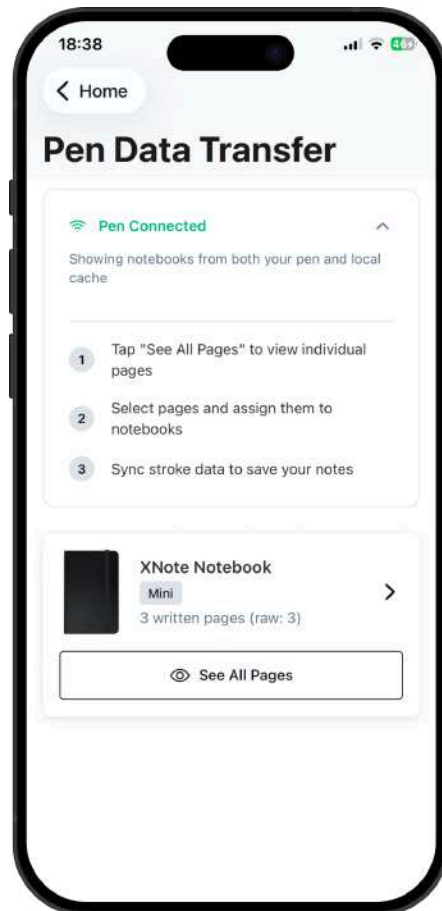 18:38
46
Home
Pen Data Transfer
Pen Connected
Showing notebooks from both your pen and local
cache
1
Tap "See All Pages" to view individual
pages
2
Select pages and assign them to
notebooks
3
Sync stroke data to save your notes
XNote Notebook
Mini
3 written pages (raw: 3)
See All Pages